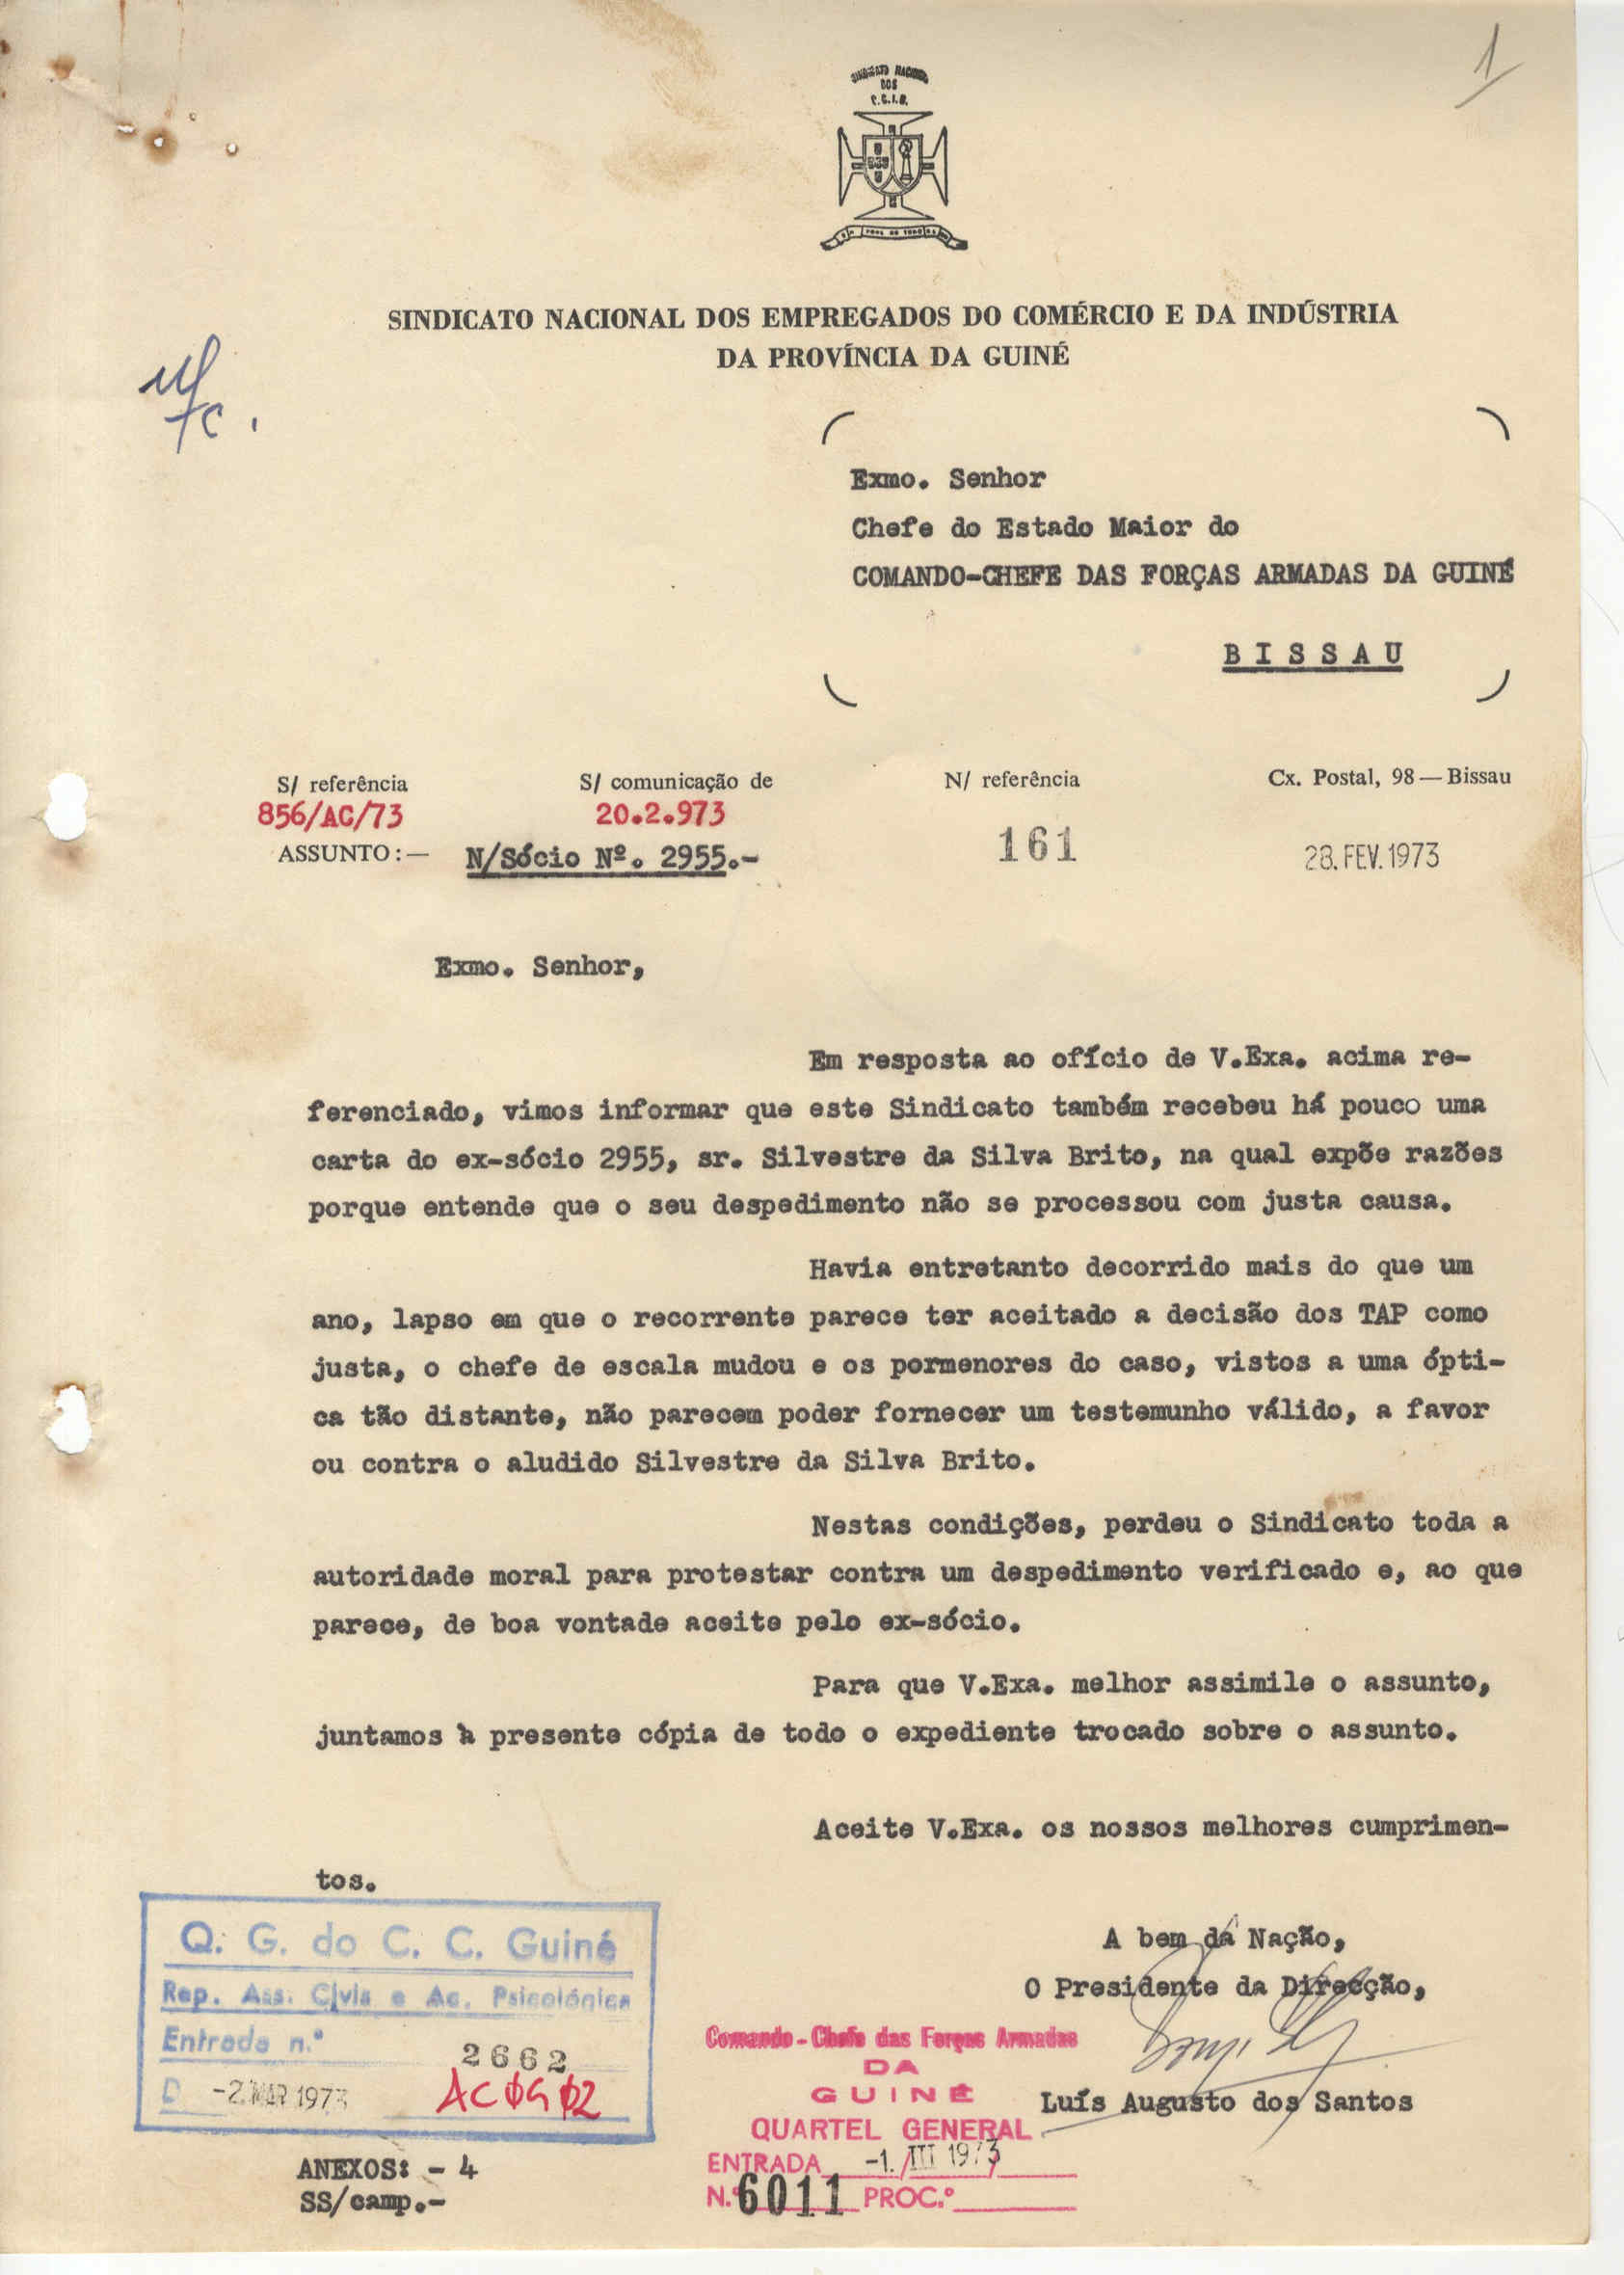 1
SINDICATO NACIONAL
DOS
SINDICATO NACIONAL DOS EMPREGADOS DO COMÉRCIO E DA INDÚSTRIA
DA PROVÍNCIA DA GUINÉ
Exmo. Senhor
Chefe do Estado Maior do
COMANDO-CHEFE DAS FORÇAS ARMADAS DA GUINÉ
BISSAU
S/ referência S/ comunicação de N/ referência Cx. Postal, 98 — Bissau
856/AC/73 20.2.973
161 28. FEV. 1973
ASSUNTO:— N/Sócio Nº. 2955.-
Exmo. Senhor,
Em resposta ao ofício de V.Exa. acima re-
ferenciado, vimos informar que este Sindicato também recebeu há pouco uma
carta do ex-sócio 2955, sr. Silvestre da Silva Brito, na qual expõe razões
porque entende que o seu despedimento não se processou com justa causa.
Havia entretanto decorrido mais do que um
ano, lapso em que o recorrente parece ter aceitado a decisão dos TAP como
justa, o chefe de escala mudou e os pormenores do caso, vistos a uma ópti-
ca tão distante, não parecem poder fornecer um testemunho válido, a favor
ou contra o aludido Silvestre da Silva Brito.
Nestas condições, perdeu o Sindicato toda a
autoridade moral para protestar contra um despedimento verificado e, ao que
parece, de boa vontade aceite pelo ex-sócio.
Para que V.Exa. melhor assimile o assunto,
juntamos à presente cópia de todo o expediente trocado sobre o assunto.
Aceite V.Exa. os nossos melhores cumprimen-
tos.
A bem da Nação,
O Presidente da Direcção,
Luís Augusto dos Santos
Q. G. do C. C. Guiné
Rep. Ass. Civis e Ac. Psicológica
Entrada n.º 2662
D -2. MAR 1973
Comando-Chefe das Forças Armadas
DA
GUINÉ
QUARTEL GENERAL
ENTRADA -1. III 1973
N.º 6011 PROC.º
ANEXOS: - 4
SS/camp.-